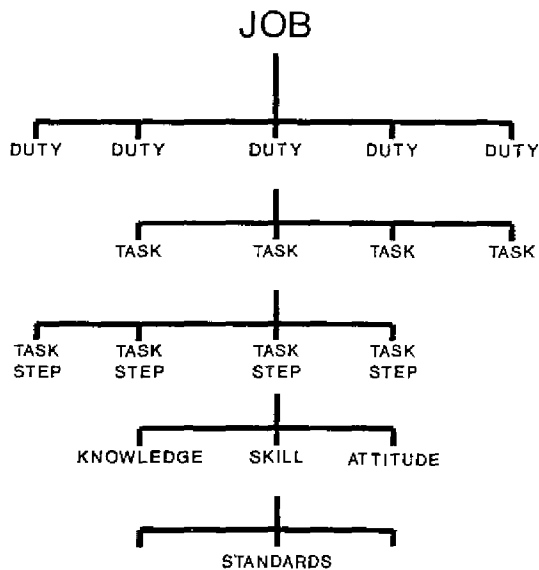 JOB
DUTY DUTY DUTY DUTY DUTY
TASK TASK TASK TASK
TASK TASK TASK TASK
STEP STEP STEP STEP
KNOWLEDGE SKILL ATTITUDE
STANDARDS